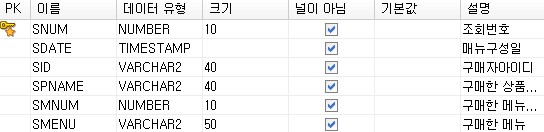 PK 이름 데이터 유형 크기 널이 아님 기본값 설명
SNUM NUMBER 10 조회번호
SDATE TIMESTAMP 매뉴구성일
SID VARCHAR2 40 구매자아이디
SPNAME VARCHAR2 40 구매한 상품...
SMNUM NUMBER 10 구매한 메뉴...
SMENU VARCHAR2 50 구매한 메뉴